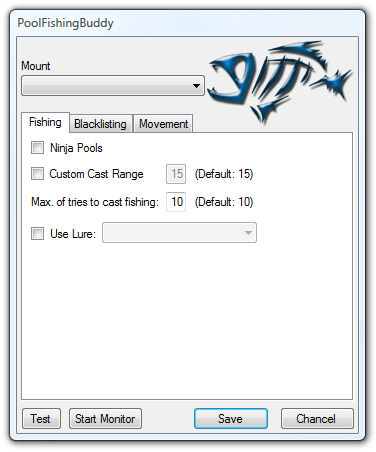 PoolFishingBuddy
Mount
Fishing Blacklisting Movement
Ninja Pools
Custom Cast Range 15 (Default: 15)
Max. of tries to cast fishing: 10 (Default: 10)
Use Lure:
Test Start Monitor Save Chancel